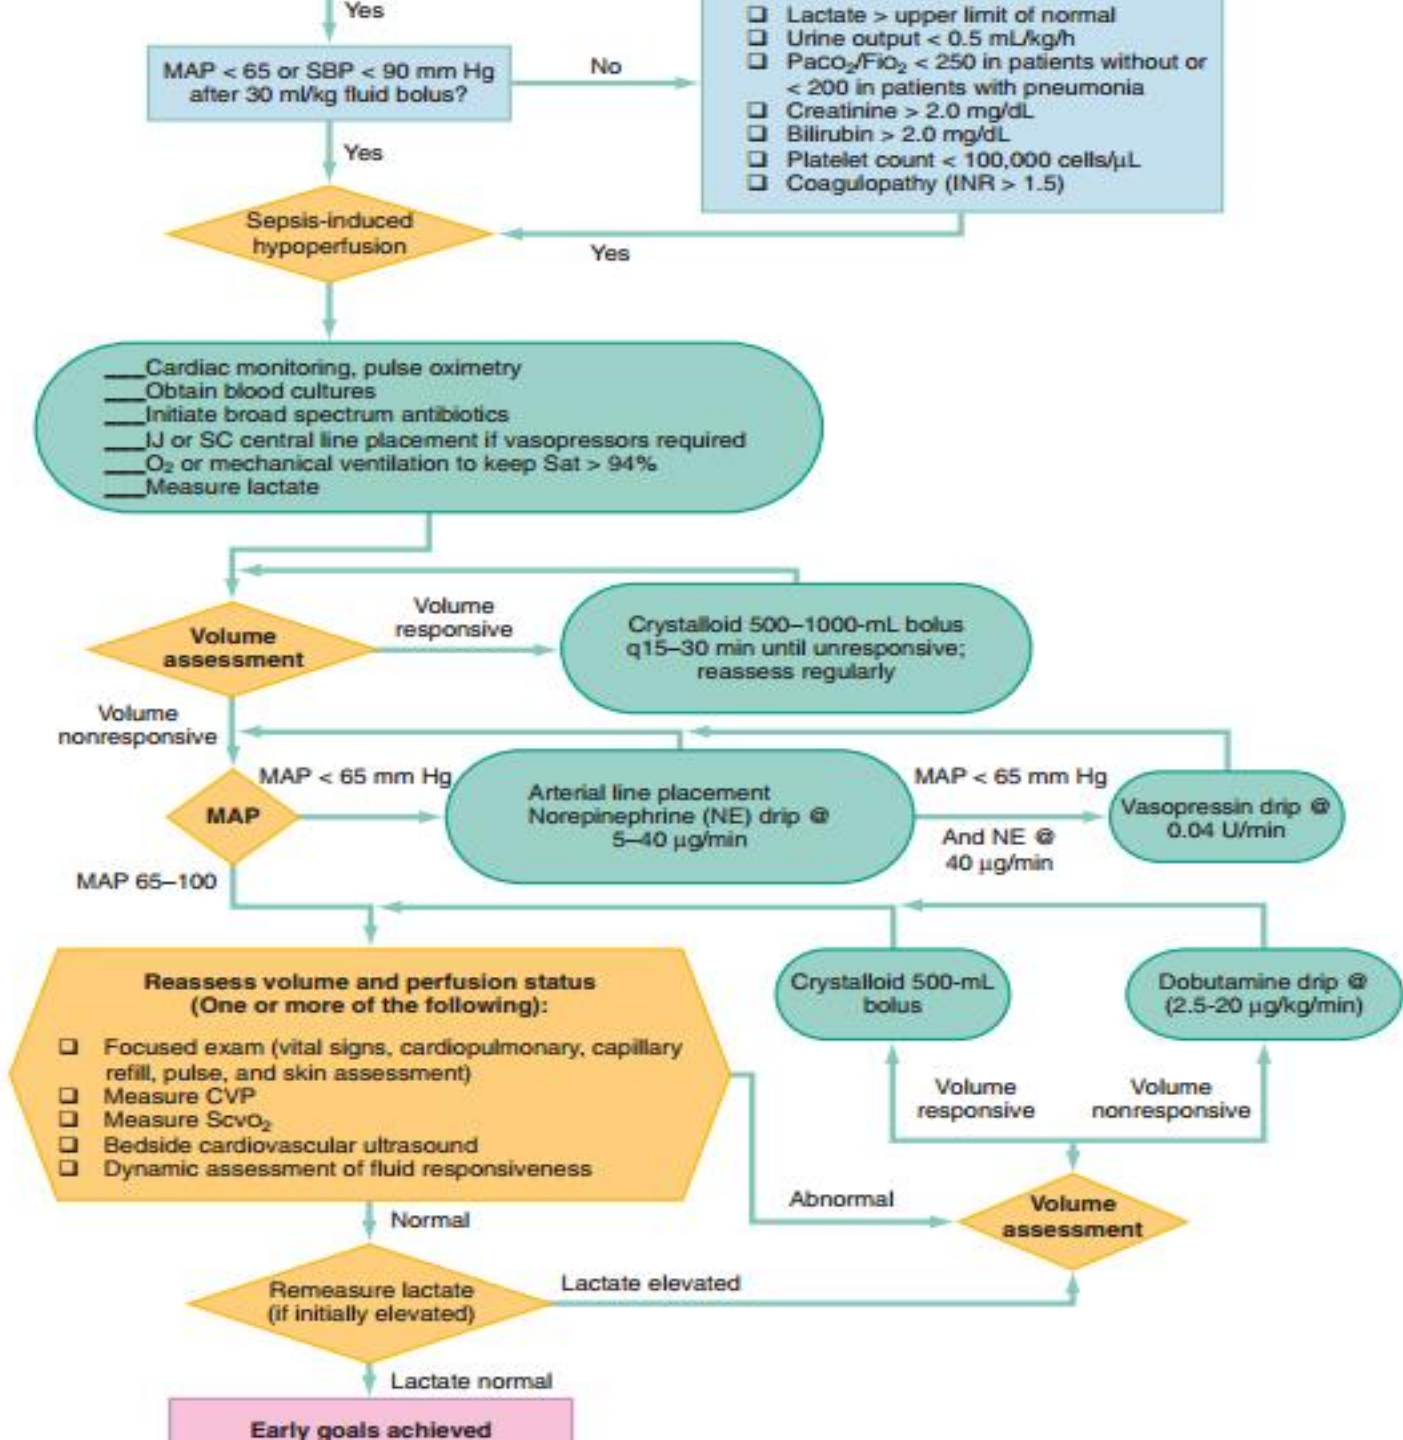 Yes
☐ Lactate > upper limit of normal
☐ Urine output < 0.5 mL/kg/h
☐ Paco₂/Fio₂ < 250 in patients without or
< 200 in patients with pneumonia
☐ Creatinine > 2.0 mg/dL
☐ Bilirubin > 2.0 mg/dL
☐ Platelet count < 100,000 cells/µL
☐ Coagulopathy (INR > 1.5)
MAP < 65 or SBP < 90 mm Hg
after 30 ml/kg fluid bolus?
No
Yes
Sepsis-induced
hypoperfusion
Yes
___Cardiac monitoring, pulse oximetry
___Obtain blood cultures
___Initiate broad spectrum antibiotics
___IJ or SC central line placement if vasopressors required
___O₂ or mechanical ventilation to keep Sat > 94%
___Measure lactate
Volume
assessment
Volume
responsive
Crystalloid 500–1000-mL bolus
q15–30 min until unresponsive;
reassess regularly
Volume
nonresponsive
MAP
MAP < 65 mm Hg
Arterial line placement
Norepinephrine (NE) drip @
5–40 µg/min
MAP < 65 mm Hg
And NE @
40 µg/min
Vasopressin drip @
0.04 U/min
MAP 65–100
Reassess volume and perfusion status
(One or more of the following):
☐ Focused exam (vital signs, cardiopulmonary, capillary
refill, pulse, and skin assessment)
☐ Measure CVP
☐ Measure Scvo₂
☐ Bedside cardiovascular ultrasound
☐ Dynamic assessment of fluid responsiveness
Crystalloid 500-mL
bolus
Dobutamine drip @
(2.5-20 µg/kg/min)
Volume
responsive
Volume
nonresponsive
Abnormal
Volume
assessment
Normal
Remeasure lactate
(if initially elevated)
Lactate elevated
Lactate normal
Early goals achieved